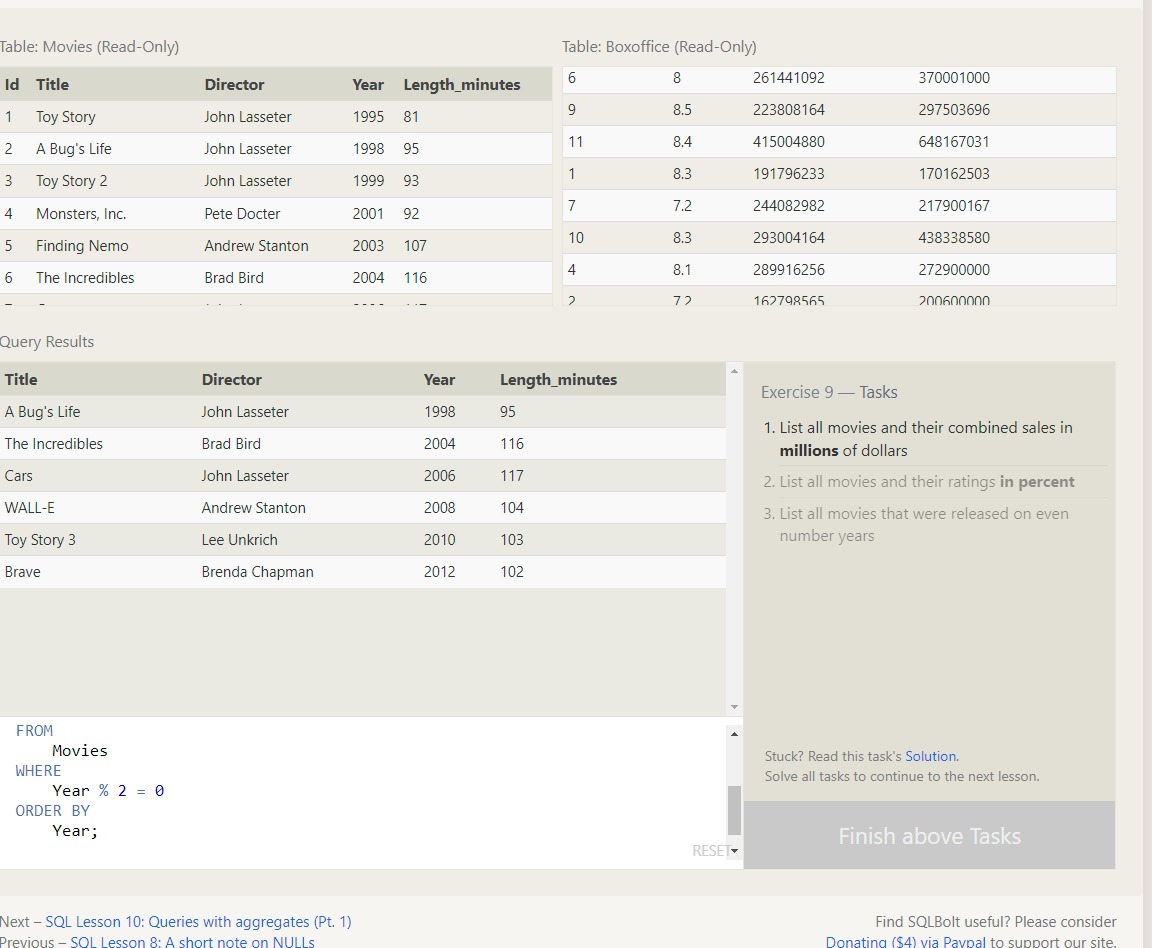 Table: Movies (Read-Only)
Id Title Director Year Length_minutes
1 Toy Story John Lasseter 1995 81
2 A Bug's Life John Lasseter 1998 95
3 Toy Story 2 John Lasseter 1999 93
4 Monsters, Inc. Pete Docter 2001 92
5 Finding Nemo Andrew Stanton 2003 107
6 The Incredibles Brad Bird 2004 116
Table: Boxoffice (Read-Only)
6 8 261441092 370001000
9 8.5 223808164 297503696
11 8.4 415004880 648167031
1 8.3 191796233 170162503
7 7.2 244082982 217900167
10 8.3 293004164 438338580
4 8.1 289916256 272900000
2 7.2 162798565 200600000
Query Results
Title Director Year Length_minutes
A Bug's Life John Lasseter 1998 95
The Incredibles Brad Bird 2004 116
Cars John Lasseter 2006 117
WALL-E Andrew Stanton 2008 104
Toy Story 3 Lee Unkrich 2010 103
Brave Brenda Chapman 2012 102
FROM
Movies
WHERE
Year % 2 = 0
ORDER BY
Year;
RESET
Exercise 9 — Tasks
1. List all movies and their combined sales in
millions of dollars
2. List all movies and their ratings in percent
3. List all movies that were released on even
number years
Stuck? Read this task's Solution.
Solve all tasks to continue to the next lesson.
Finish above Tasks
Next – SQL Lesson 10: Queries with aggregates (Pt. 1)
Previous – SQL Lesson 8: A short note on NULLs
Find SQLBolt useful? Please consider
Donating ($4) via Paypal to support our site.